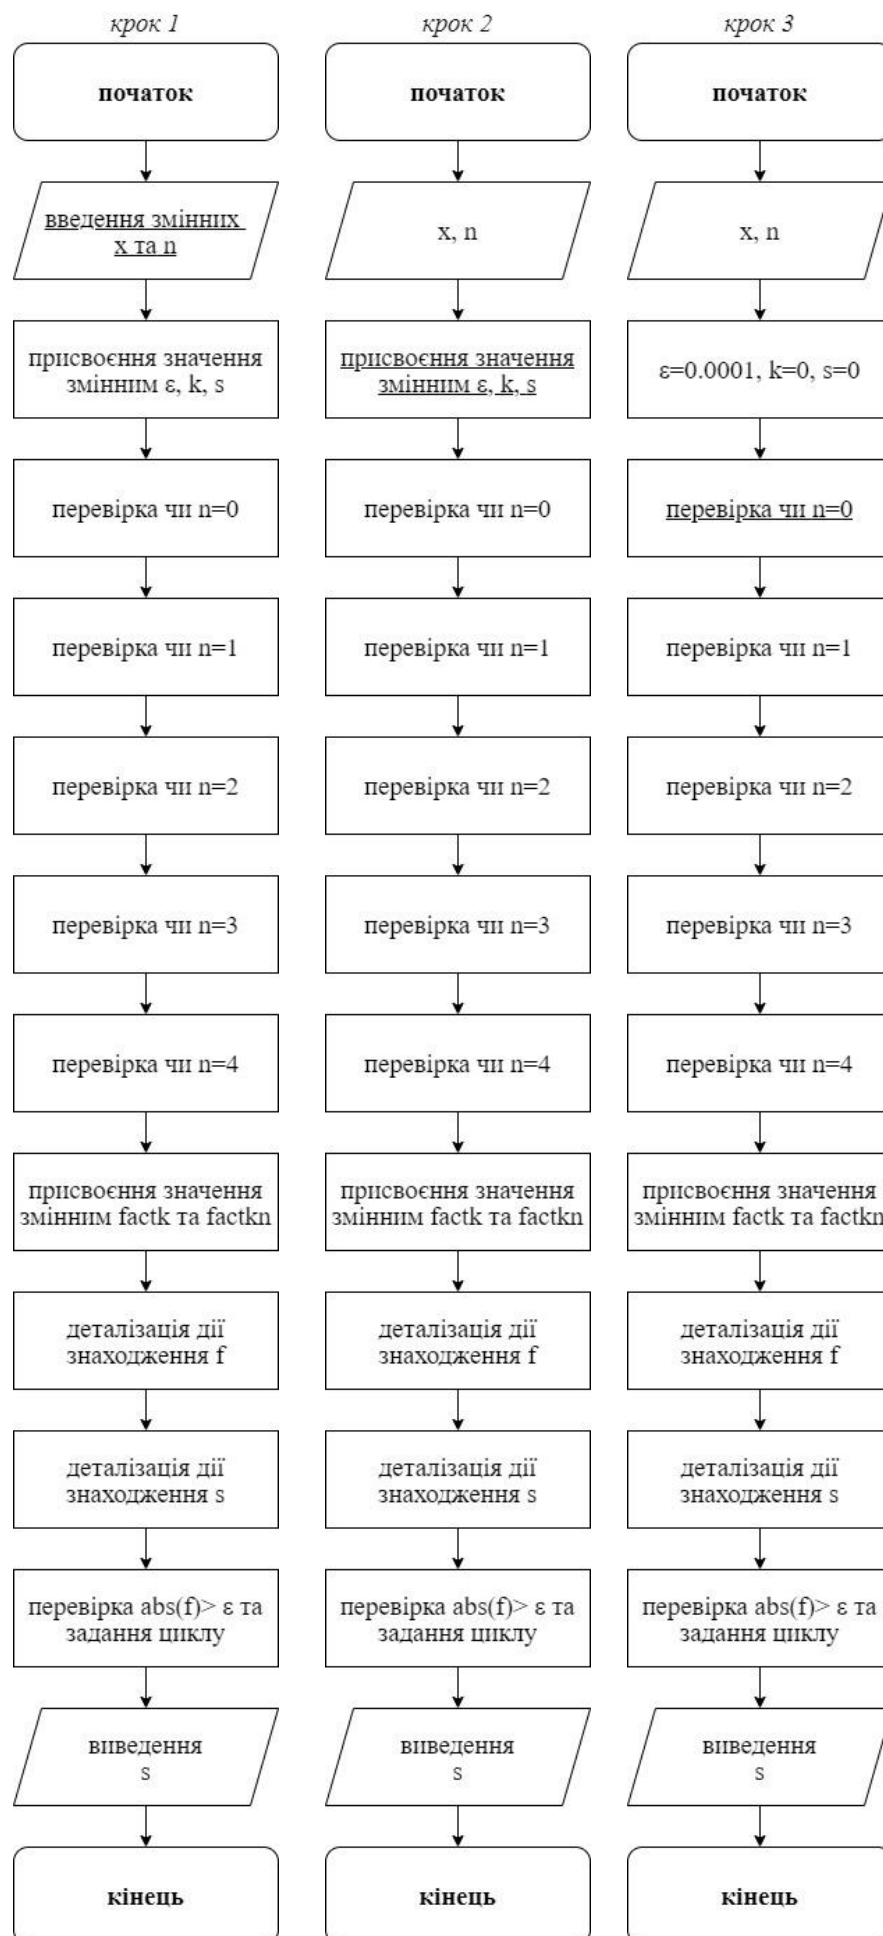 крок 1
початок
введення змінних
x та n
присвоєння значення
змінним ε, k, s
перевірка чи n=0
перевірка чи n=1
перевірка чи n=2
перевірка чи n=3
перевірка чи n=4
присвоєння значення
змінним factk та factkn
деталізація дії
знаходження f
деталізація дії
знаходження s
перевірка abs(f)> ε та
задання циклу
виведення
s
кінець
крок 2
початок
x, n
присвоєння значення
змінним ε, k, s
перевірка чи n=0
перевірка чи n=1
перевірка чи n=2
перевірка чи n=3
перевірка чи n=4
присвоєння значення
змінним factk та factkn
деталізація дії
знаходження f
деталізація дії
знаходження s
перевірка abs(f)> ε та
задання циклу
виведення
s
кінець
крок 3
початок
x, n
ε=0.0001, k=0, s=0
перевірка чи n=0
перевірка чи n=1
перевірка чи n=2
перевірка чи n=3
перевірка чи n=4
присвоєння значення
змінним factk та factkn
деталізація дії
знаходження f
деталізація дії
знаходження s
перевірка abs(f)> ε та
задання циклу
виведення
s
кінець